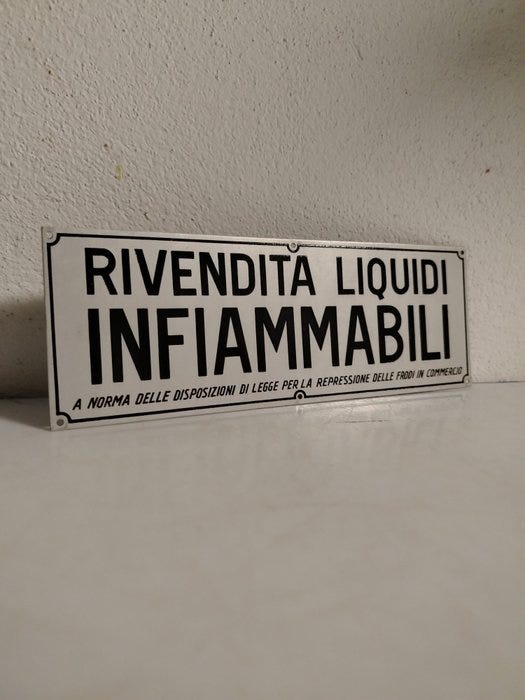 RIVENDITA LIQUIDI
INFIAMMABILI
A NORMA DELLE DISPOSIZIONI DI LEGGE PER LA REPRESSIONE DELLE FRODI IN COMMERCIO